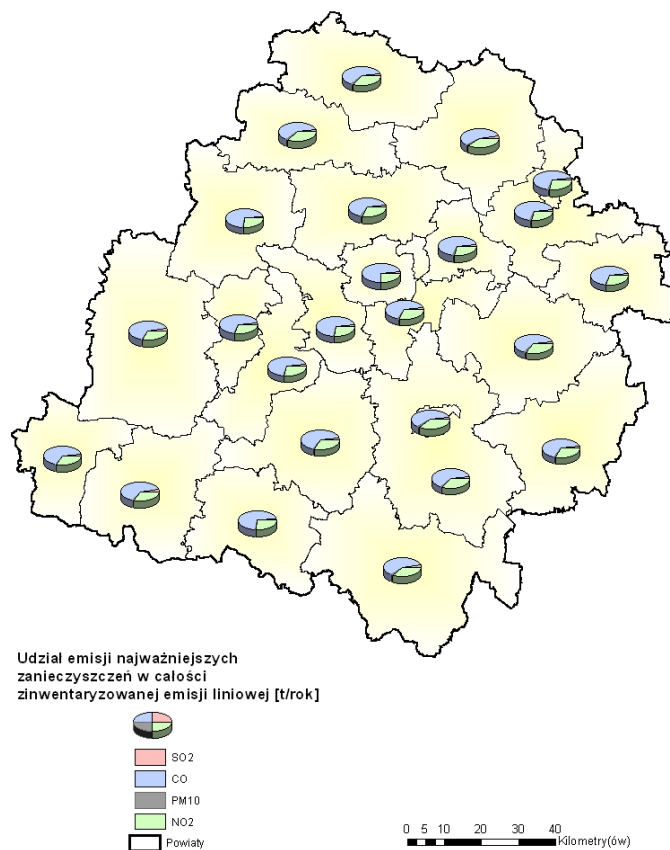 Udział emisji najważniejszych
zanieczyszczeń w całości
zinwentaryzowanej emisji liniowej [t/rok]
SO2
CO
PM10
NO2
Powiaty
0 5 10 20 30 40
Kilometry(ów)